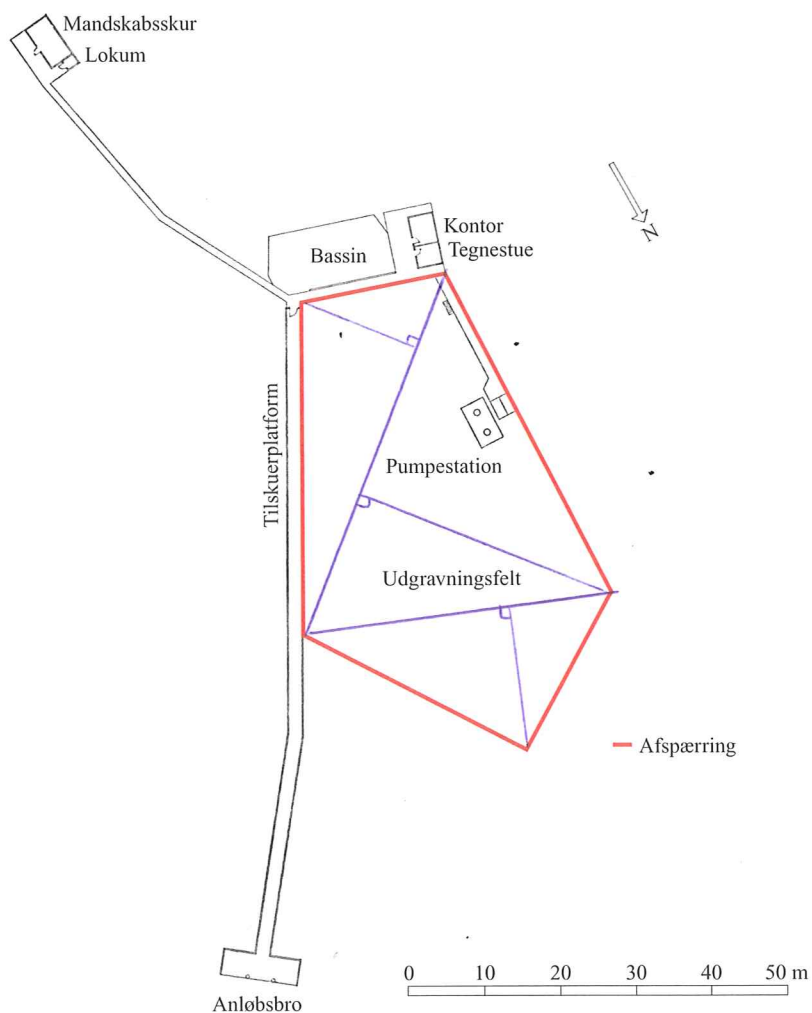 Mandskabsskur
Lokum
N
Kontor
Tegnestue
Bassin
Tilskuerplatform
Pumpestation
Udgravningsfelt
Afspærring
0 10 20 30 40 50 m
Anløbsbro